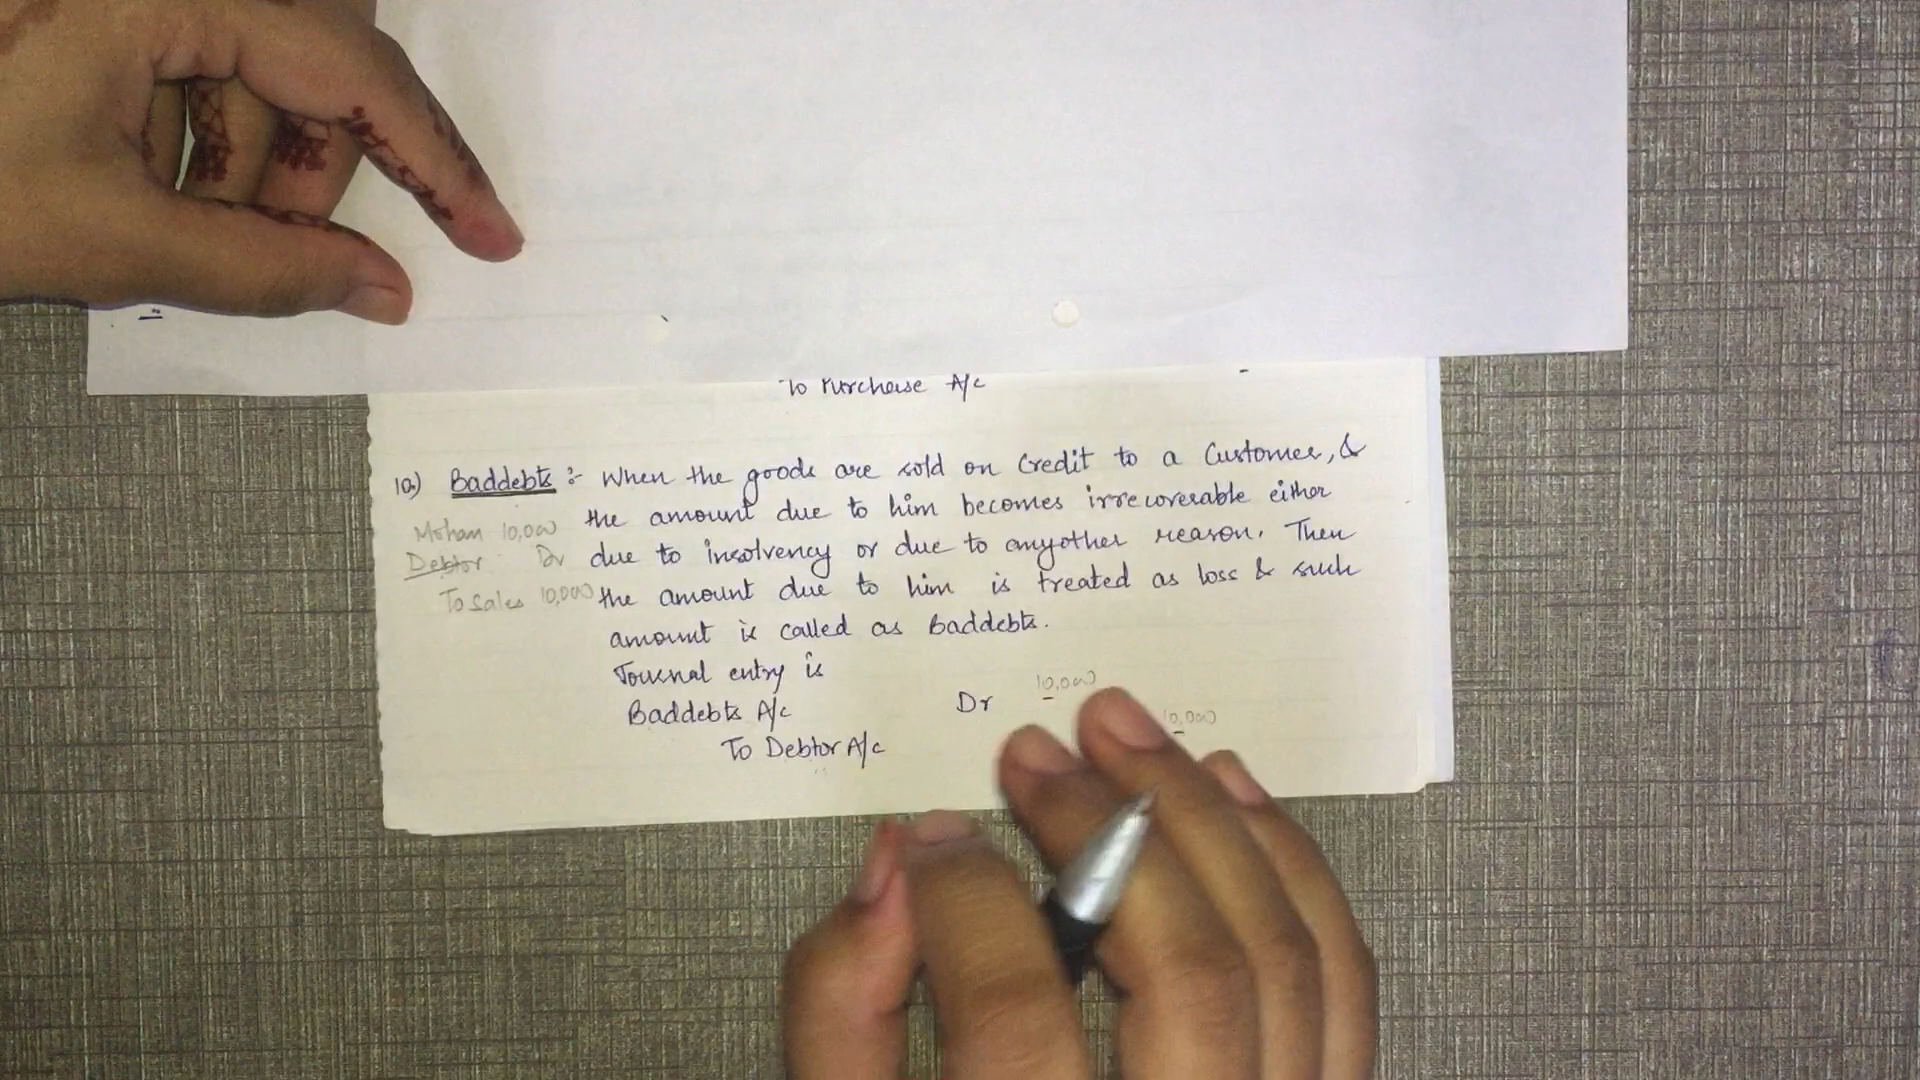 To Purchase A/c
10) Baddebts :- When the goods are sold on Credit to a Customer, &
the amount due to him becomes irrecoverable either
due to insolvency or due to anyother reason. Then
the amount due to him is treated as loss & such
amount is called as Baddebts.
Mohan 10,000
Debtor Dr
To Sales 10,000
Journal entry is
Baddebts A/c Dr 10,000
To Debtor A/c 10,000